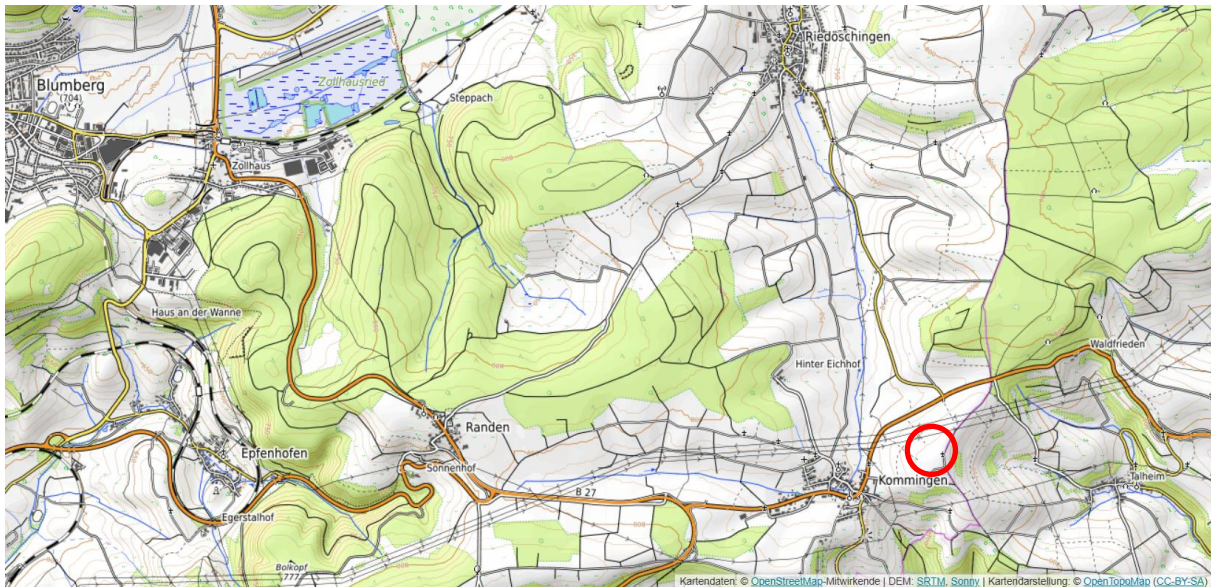 Riedöschingen
Blumberg
(704)
Zollhausried
Steppach
Zollhaus
Haus an der Wanne
Waldfrieden
Hinter Eichhof
Randen
Epfenhofen
Sonnenhof
Kommingen
Talheim
B 27
Egerstalhof
Bolkopf
777
Kartendaten: © OpenStreetMap-Mitwirkende | DEM: SRTM, Sonny | Kartendarstellung: © OpenTopoMap (CC-BY-SA)